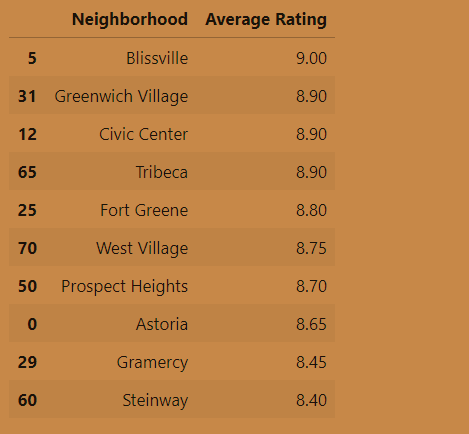 Neighborhood Average Rating
5 Blissville 9.00
31 Greenwich Village 8.90
12 Civic Center 8.90
65 Tribeca 8.90
25 Fort Greene 8.80
70 West Village 8.75
50 Prospect Heights 8.70
0 Astoria 8.65
29 Gramercy 8.45
60 Steinway 8.40